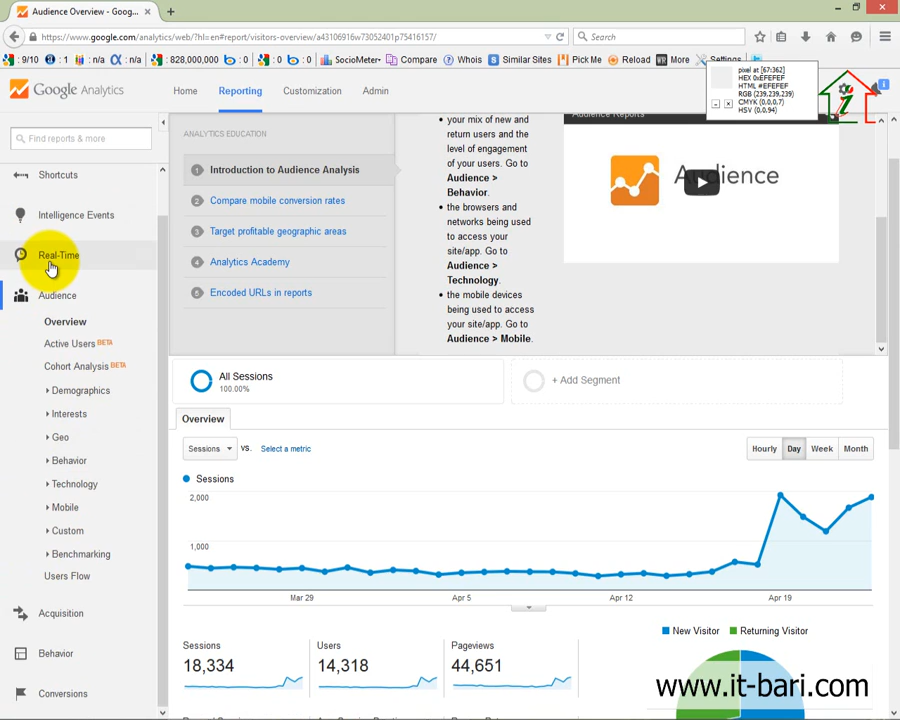 Audience Overview - Goog...
https://www.google.com/analytics/web/?hl=en#report/visitors-overview/a43106916w73052401p75416157/
Search
: 9/10
: 1
: n/a
: n/a
: 828,000,000
: 0
: 0
: 0
SocioMeter
Compare
Whois
Similar Sites
Pick Me
Reload
More
Settings
pixel at [67:362]
HEX 0xEFEFEF
HTML #EFEFEF
RGB (239,239,239)
CMYK (0,0,0,7)
HSV (0,0,94)
Google Analytics
Home
Reporting
Customization
Admin
Find reports & more
Shortcuts
Intelligence Events
Real-Time
Audience
Overview
Active Users BETA
Cohort Analysis BETA
Demographics
Interests
Geo
Behavior
Technology
Mobile
Custom
Benchmarking
Users Flow
Acquisition
Behavior
Conversions
ANALYTICS EDUCATION
1 Introduction to Audience Analysis
2 Compare mobile conversion rates
3 Target profitable geographic areas
4 Analytics Academy
5 Encoded URLs in reports
your mix of new and
return users and the
level of engagement
of your users. Go to
Audience >
Behavior.
the browsers and
networks being used
to access your
site/app. Go to
Audience >
Technology.
the mobile devices
being used to access
your site/app. Go to
Audience > Mobile.
Audience Reports
Audience
All Sessions
100.00%
+ Add Segment
Overview
Sessions
vs.
Select a metric
Hourly
Day
Week
Month
Sessions
2,000
1,000
Mar 29
Apr 5
Apr 12
Apr 19
Sessions
18,334
Users
14,318
Pageviews
44,651
New Visitor
Returning Visitor
www.it-bari.com